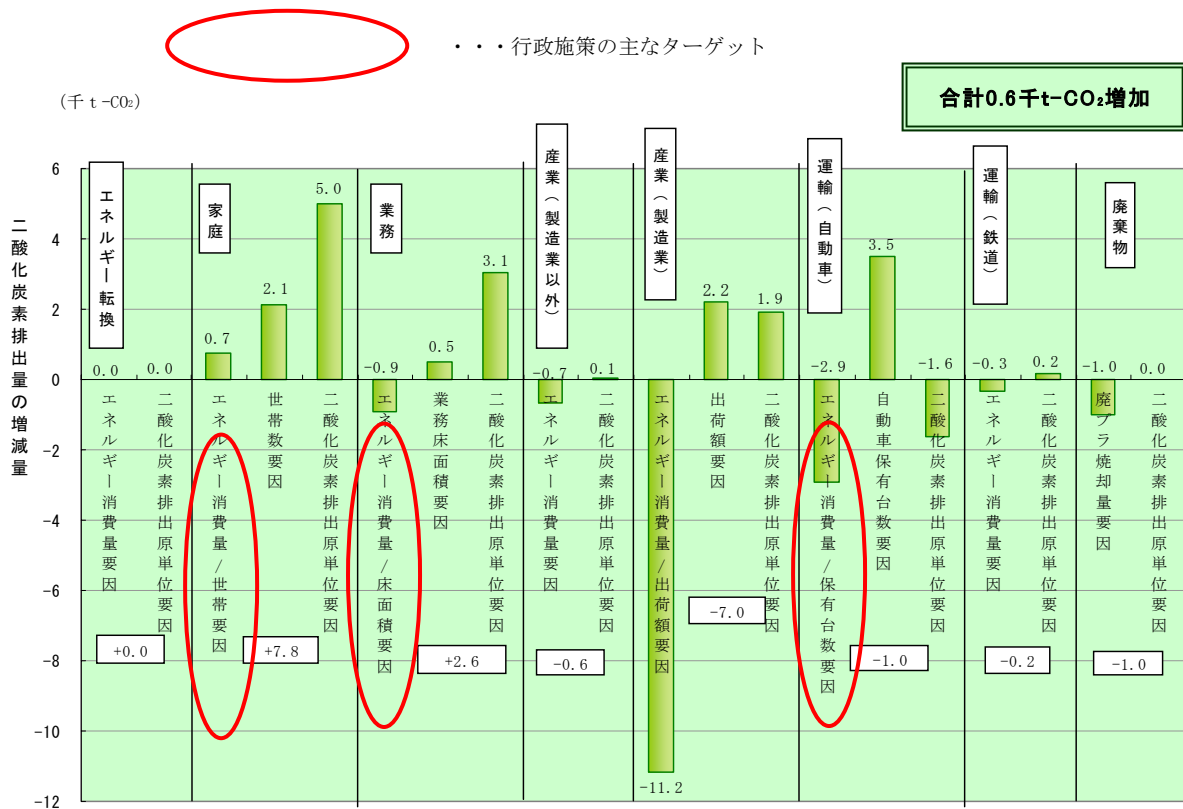 ・・・行政施策の主なターゲット
(千t-CO₂)
合計0.6千t-CO₂増加
二酸化炭素排出量の増減量
6
4
2
0
-2
-4
-6
-8
-10
-12
エネルギー転換
家庭
業務
産業(製造業以外)
産業(製造業)
運輸(自動車)
運輸(鉄道)
廃棄物
0.0
0.0
0.7
2.1
5.0
-0.9
0.5
3.1
-0.7
0.1
-11.2
2.2
1.9
-2.9
3.5
-1.6
-0.3
0.2
-1.0
0.0
エネルギー消費量要因
二酸化炭素排出原単位要因
エネルギー消費量/世帯要因
世帯数要因
二酸化炭素排出原単位要因
エネルギー消費量/床面積要因
業務床面積要因
二酸化炭素排出原単位要因
エネルギー消費量要因
二酸化炭素排出原単位要因
エネルギー消費量/出荷額要因
出荷額要因
二酸化炭素排出原単位要因
エネルギー消費量/保有台数要因
自動車保有台数要因
二酸化炭素排出原単位要因
エネルギー消費量要因
二酸化炭素排出原単位要因
廃プラ焼却量要因
二酸化炭素排出原単位要因
+0.0
+7.8
+2.6
-0.6
-7.0
-1.0
-0.2
-1.0